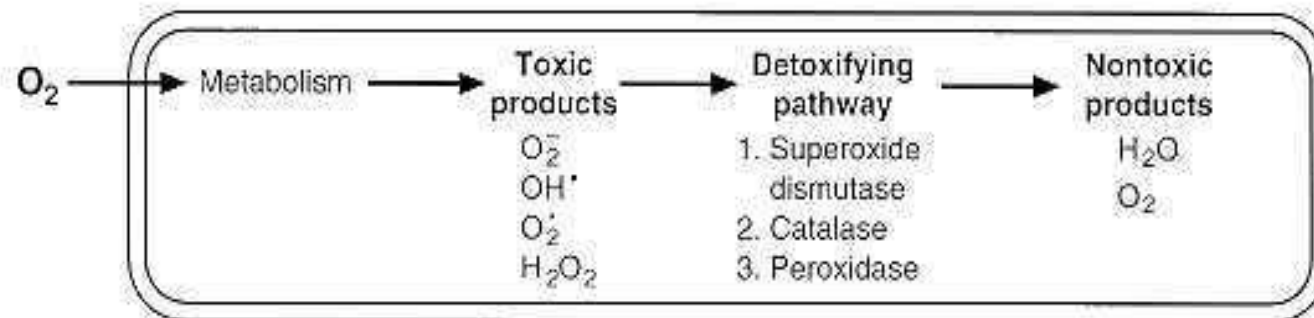 O₂ Metabolism Toxic products Detoxifying pathway Nontoxic products
O₂⁻
OH•
O₂•
H₂O₂
1. Superoxide dismutase
2. Catalase
3. Peroxidase
H₂O
O₂